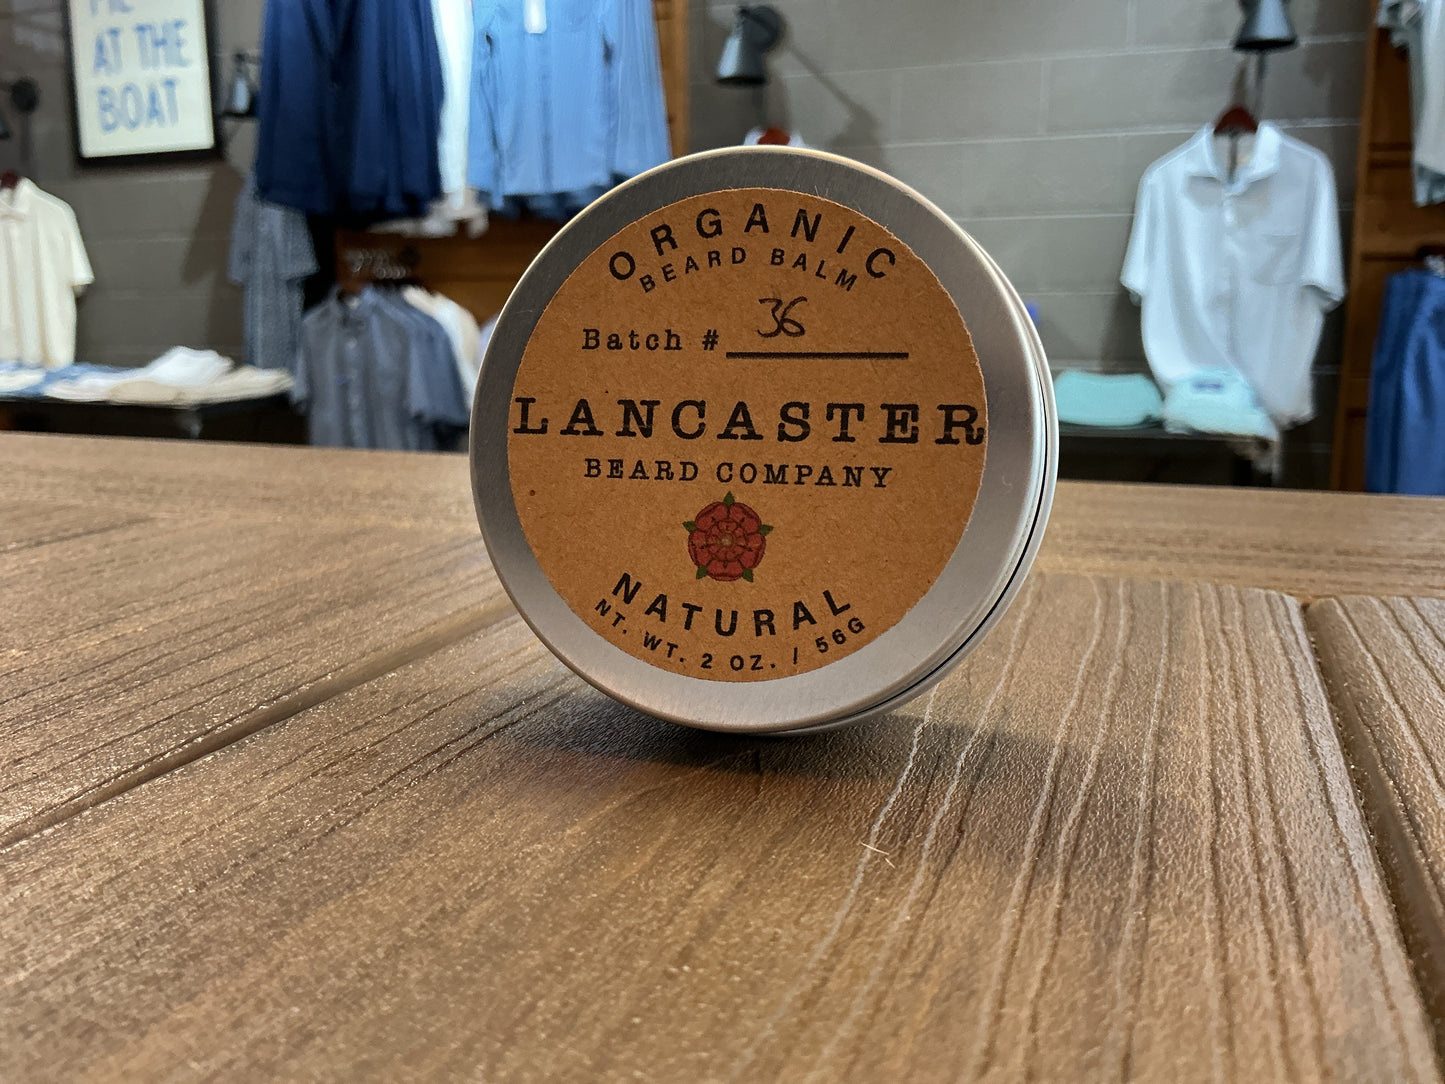 AT THE
BOAT
ORGANIC
BEARD BALM
Batch # 36
LANCASTER
BEARD COMPANY
NATURAL
NT. WT. 2 OZ. / 56G